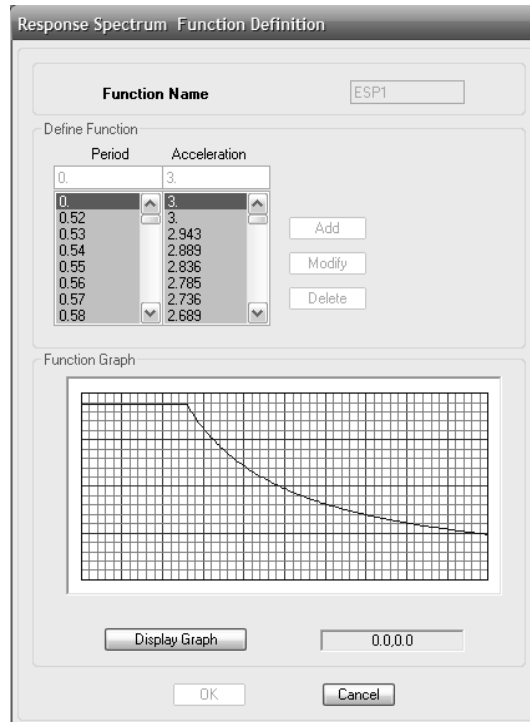 Response Spectrum Function Definition
Function Name
ESP1
Define Function
Period Acceleration
0. 3.
0. 3.
0.52 3.
0.53 2.943
0.54 2.889
0.55 2.836
0.56 2.785
0.57 2.736
0.58 2.689
Add
Modify
Delete
Function Graph
Display Graph
0.0,0.0
OK
Cancel